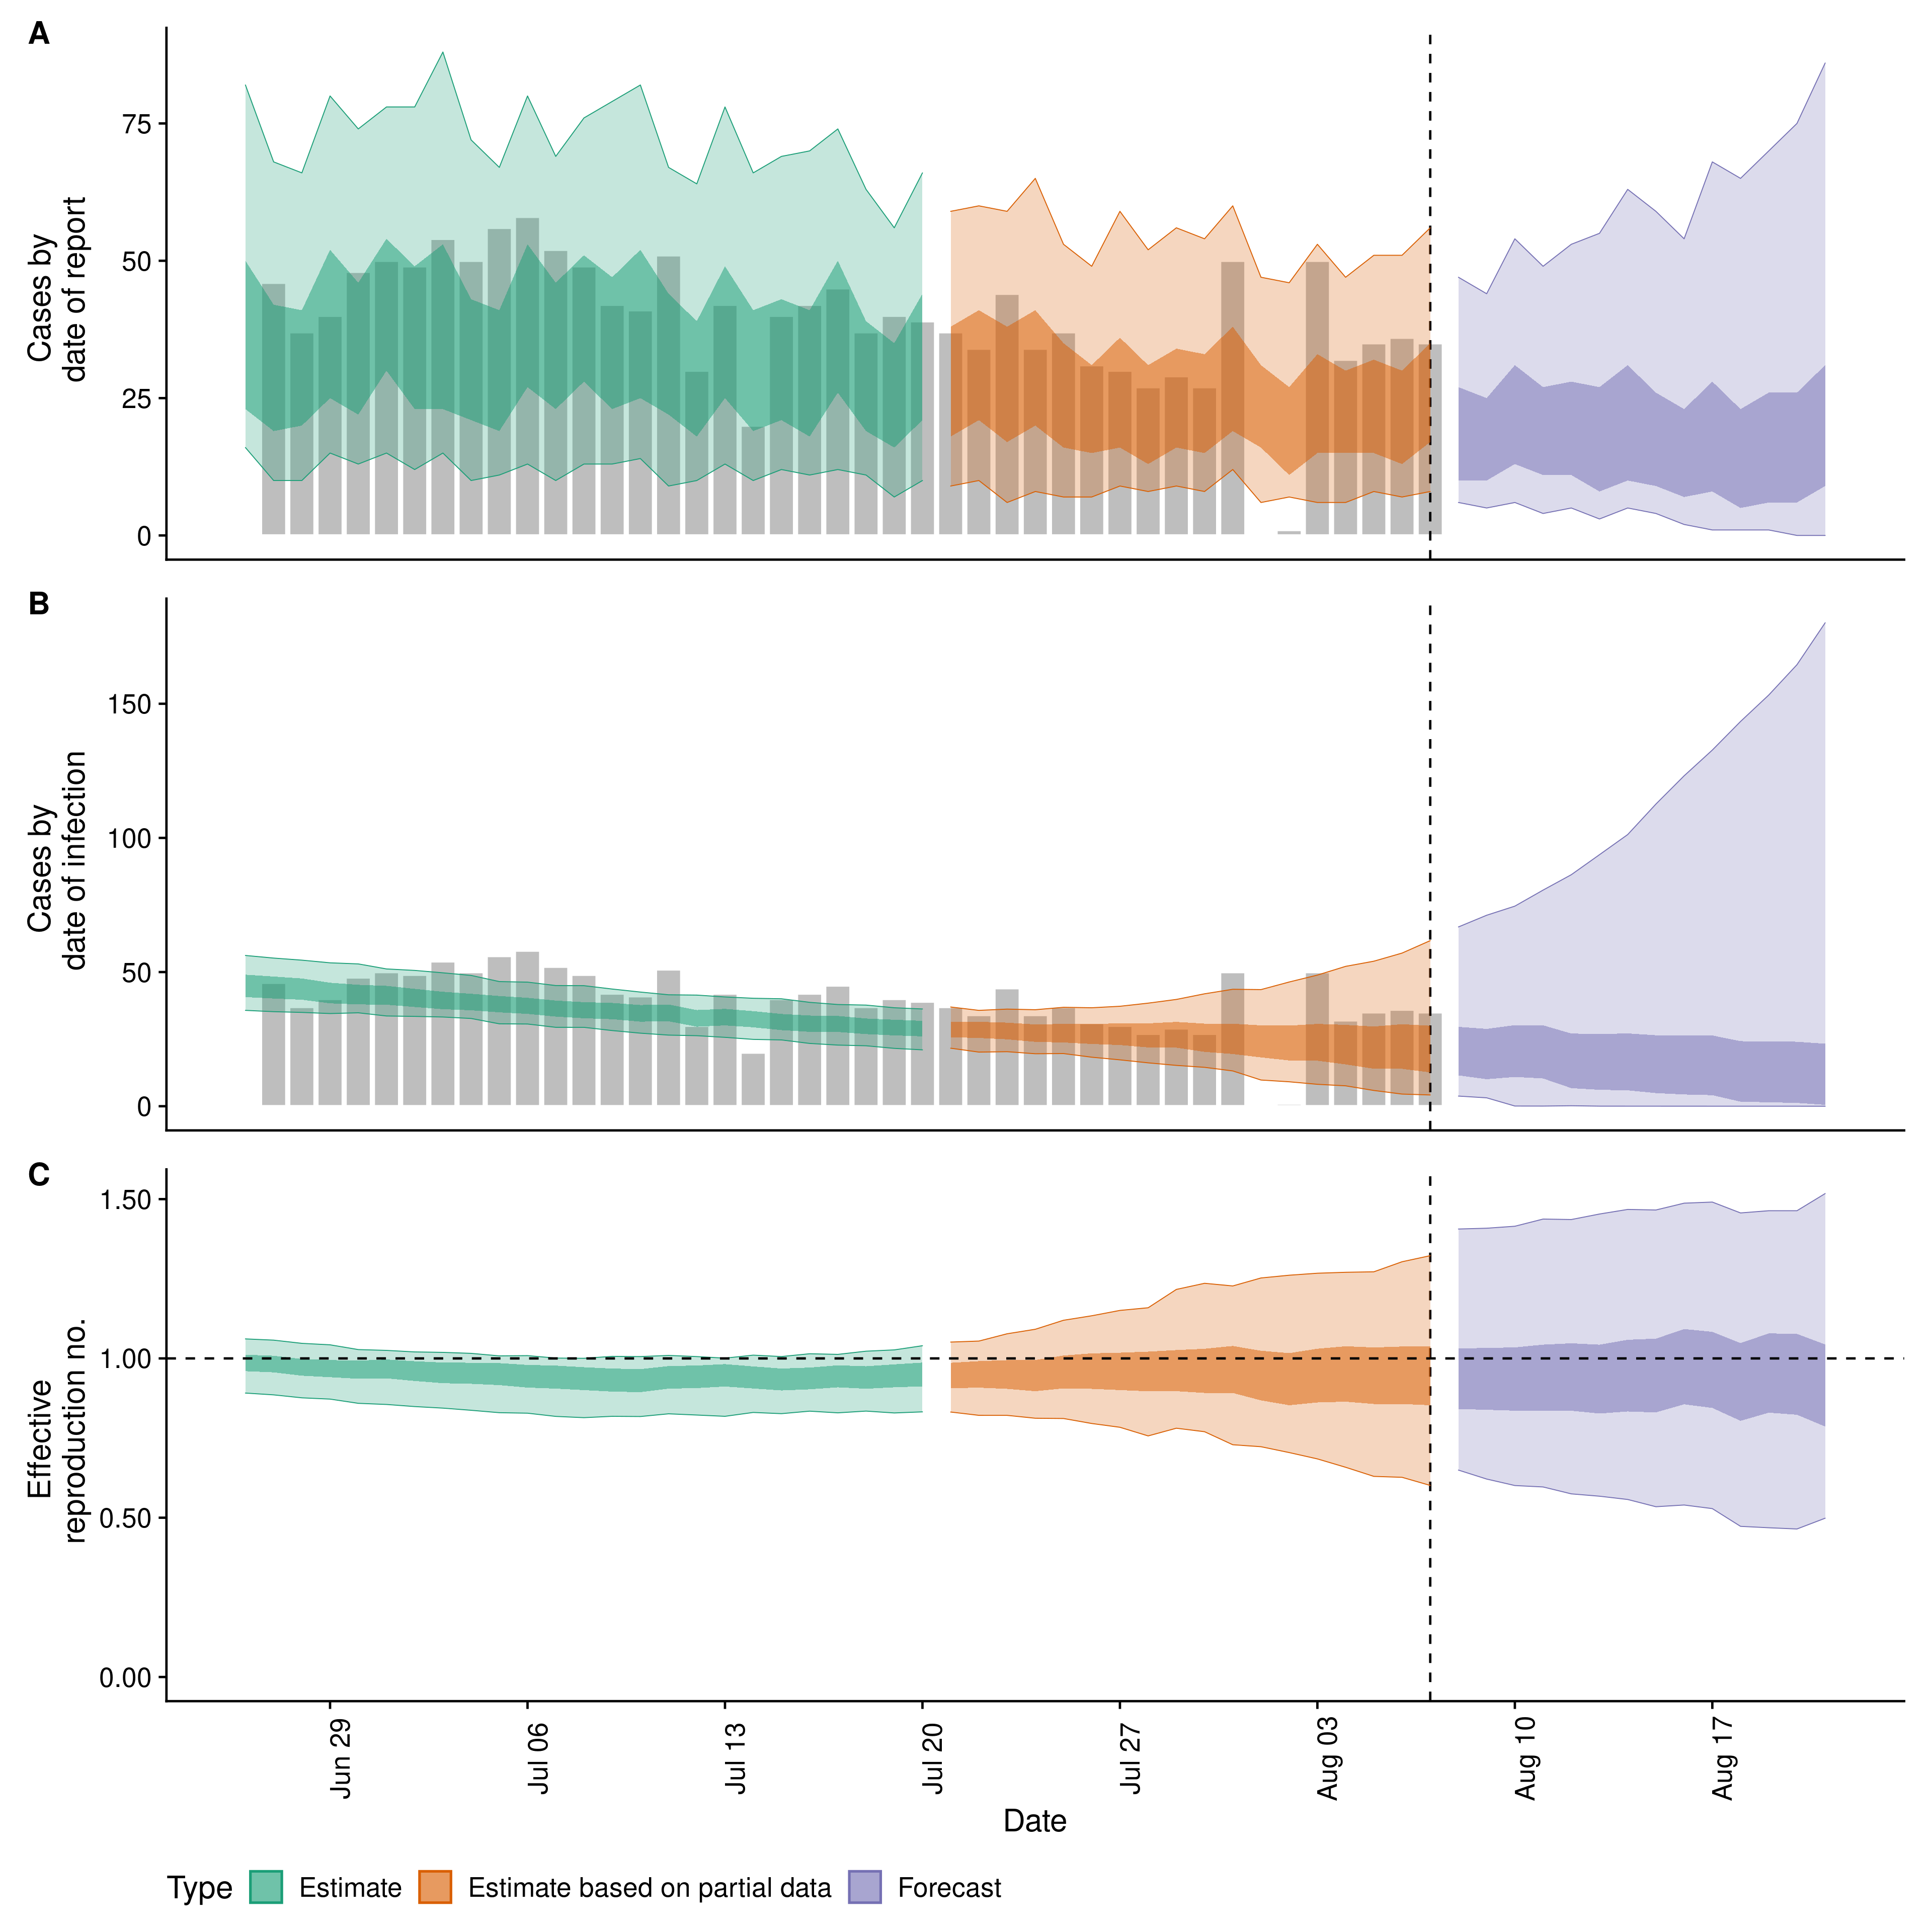 A
Cases by
date of report
75
50
25
0
B
Cases by
date of infection
150
100
50
0
C
Effective
reproduction no.
1.50
1.00
0.50
0.00
Jun 29
Jul 06
Jul 13
Jul 20
Jul 27
Aug 03
Aug 10
Aug 17
Date
Type Estimate Estimate based on partial data Forecast